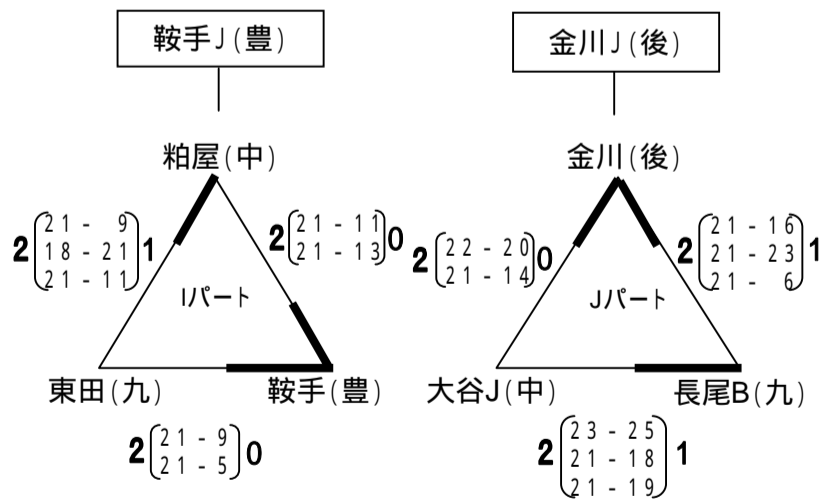 鞍手J(豊)
金川J(後)
粕屋(中)
金川(後)
2 21 - 9 1
18 - 21
21 - 11
2 21 - 11 0
21 - 13
2 22 - 20 0
21 - 14
2 21 - 16 1
21 - 23
21 - 6
Iパート
Jパート
東田(九)
鞍手(豊)
大谷J(中)
長尾B(九)
2 21 - 9 0
21 - 5
2 23 - 25 1
21 - 18
21 - 19